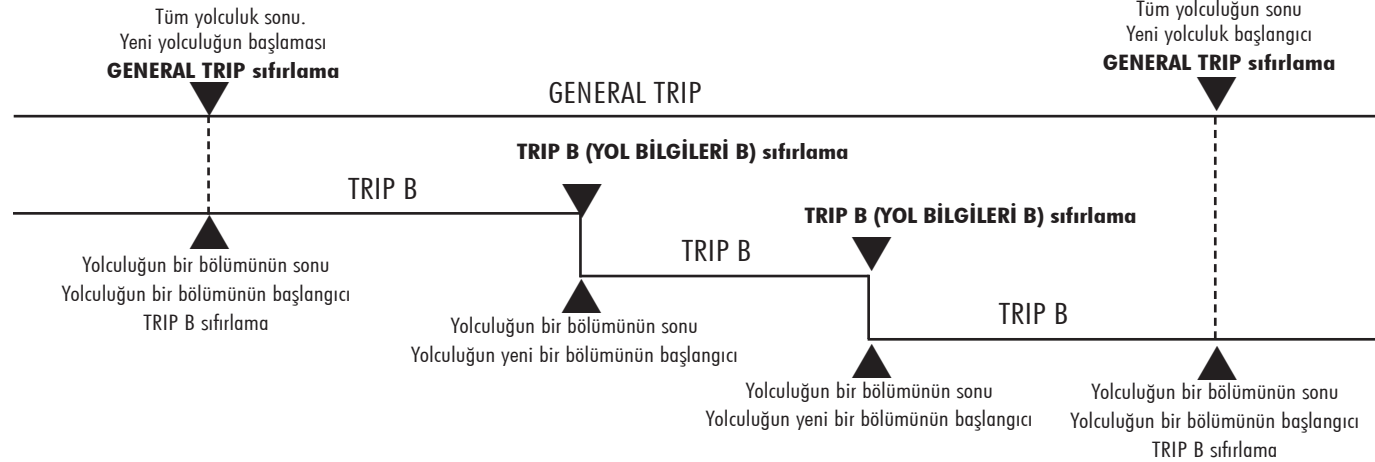 Tüm yolculuk sonu.
Yeni yolculuğun başlaması
GENERAL TRIP sıfırlama
Tüm yolculuğun sonu
Yeni yolculuk başlangıcı
GENERAL TRIP sıfırlama
GENERAL TRIP
TRIP B (YOL BİLGİLERİ B) sıfırlama
TRIP B
TRIP B (YOL BİLGİLERİ B) sıfırlama
TRIP B
Yolculuğun bir bölümünün sonu
Yolculuğun bir bölümünün başlangıcı
TRIP B sıfırlama
TRIP B
Yolculuğun bir bölümünün sonu
Yolculuğun yeni bir bölümünün başlangıcı
Yolculuğun bir bölümünün sonu
Yolculuğun yeni bir bölümünün başlangıcı
Yolculuğun bir bölümünün sonu
Yolculuğun bir bölümünün başlangıcı
TRIP B sıfırlama